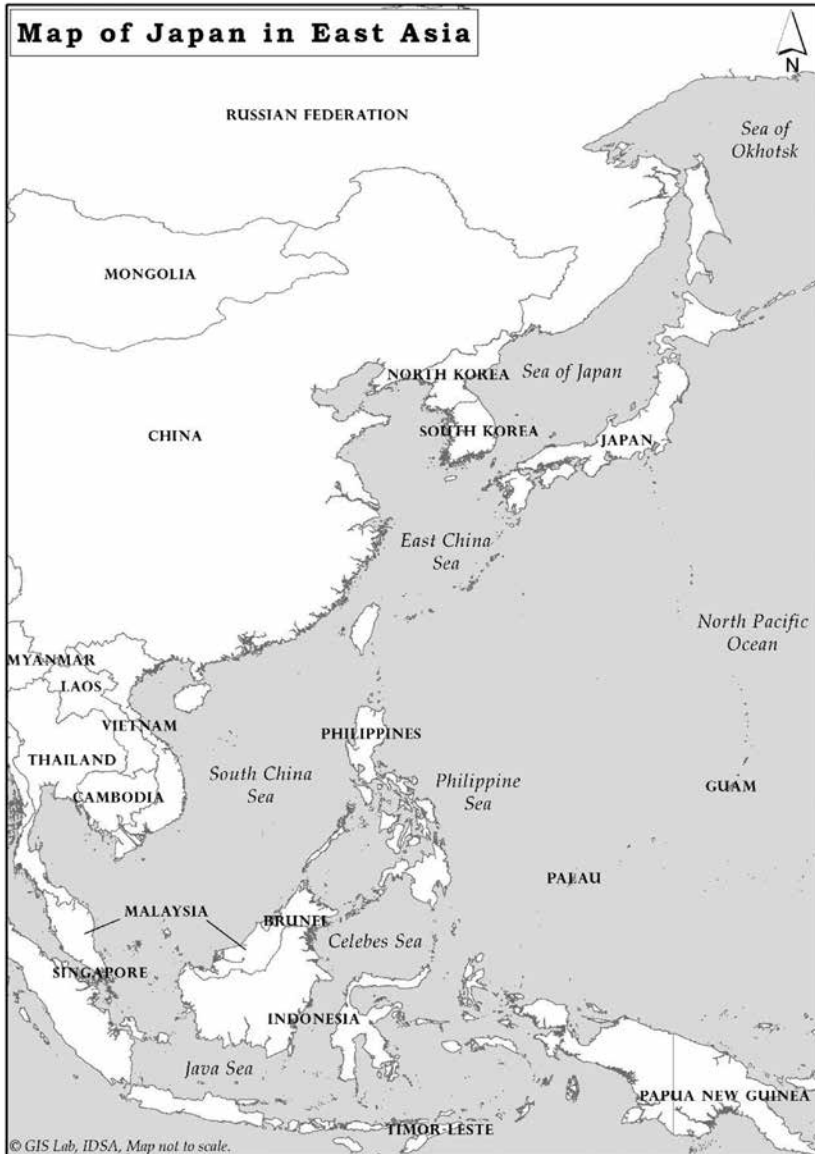 Map of Japan in East Asia
N
RUSSIAN FEDERATION
Sea of
Okhotsk
MONGOLIA
NORTH KOREA
Sea of Japan
CHINA
SOUTH KOREA
JAPAN
East China
Sea
North Pacific
Ocean
MYANMAR
LAOS
VIETNAM
PHILIPPINES
THAILAND
South China
Sea
Philippine
Sea
CAMBODIA
GUAM
PALAU
MALAYSIA
BRUNEI
Celebes Sea
SINGAPORE
INDONESIA
Java Sea
PAPUA NEW GUINEA
TIMOR LESTE
© GIS Lab, IDSA, Map not to scale.